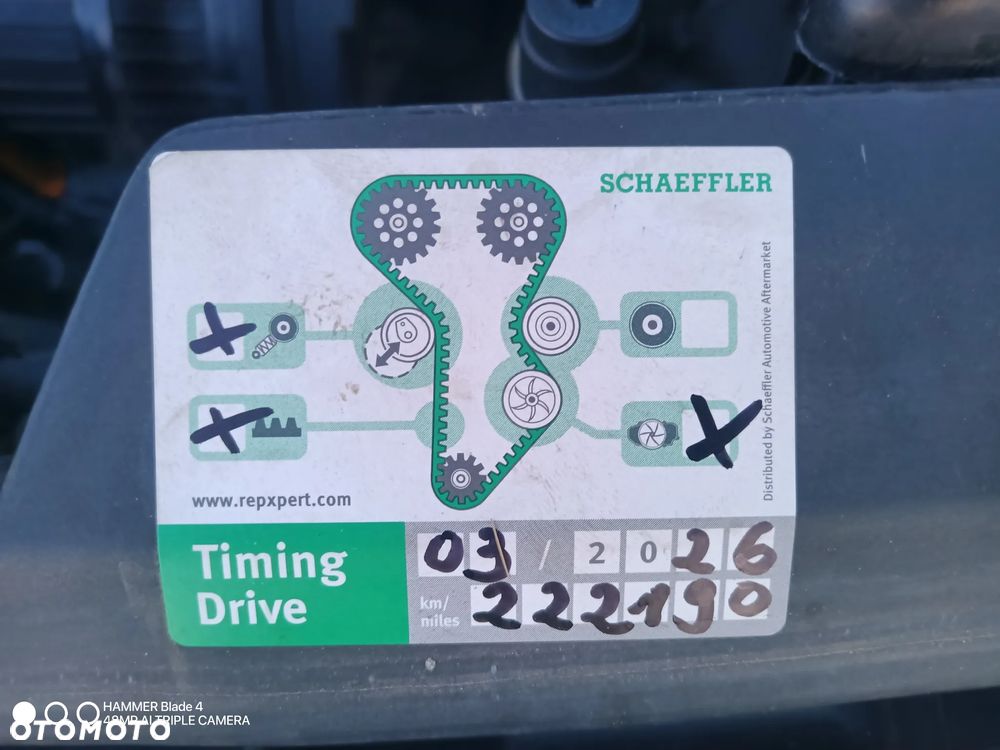 SCHAEFFLER
Distributed by Schaeffler Automotive Aftermarket
www.repxpert.com
Timing
Drive
03 / 2026
km/
miles
222190
HAMMER Blade 4
48MP AI TRIPLE CAMERA
OTOMOTO